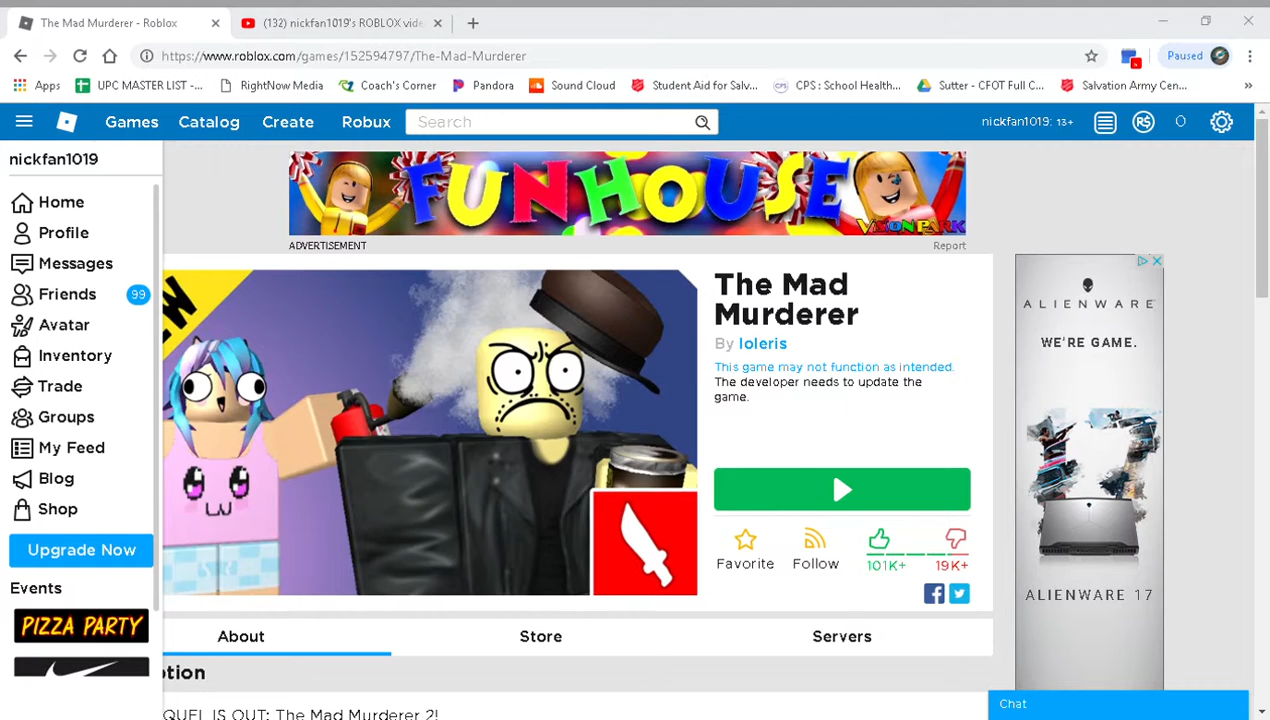 The Mad Murderer - Roblox
(132) nickfan1019's ROBLOX vide
https://www.roblox.com/games/152594797/The-Mad-Murderer
Paused
Apps
UPC MASTER LIST -...
RightNow Media
Coach's Corner
Pandora
Sound Cloud
Student Aid for Salv...
CPS : School Health...
Sutter - CFOT Full C...
Salvation Army Cen...
Games
Catalog
Create
Robux
Search
nickfan1019: 13+
R$
0
nickfan1019
Home
Profile
Messages
Friends
99
Avatar
Inventory
Trade
Groups
My Feed
Blog
Shop
Upgrade Now
Events
PIZZA PARTY
FUNHOUSE
VISION PARK
ADVERTISEMENT
Report
The Mad
Murderer
By loleris
This game may not function as intended.
The developer needs to update the
game.
Favorite
Follow
101K+
19K+
ALIENWARE
WE'RE GAME.
ALIENWARE 17
About
Store
Servers
ption
QUEL IS OUT: The Mad Murderer 2!
Chat